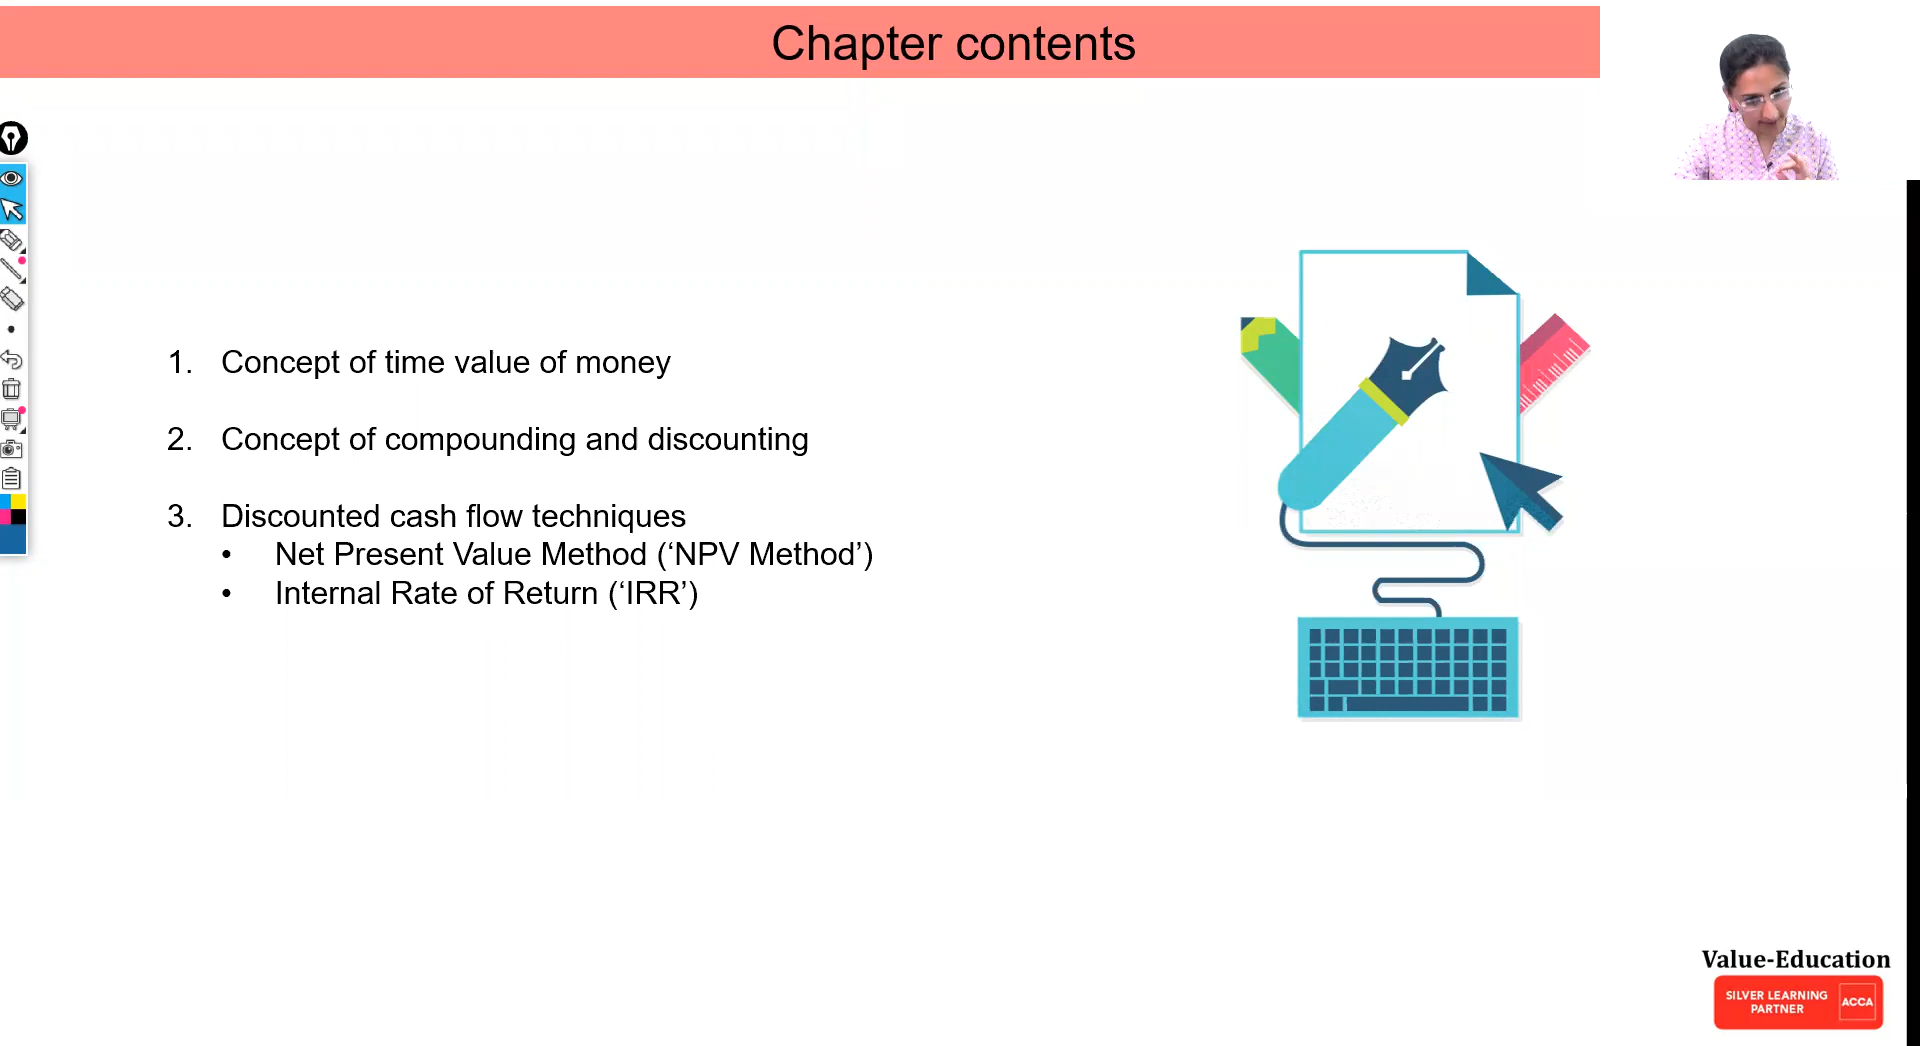 Chapter contents
1. Concept of time value of money
2. Concept of compounding and discounting
3. Discounted cash flow techniques
• Net Present Value Method (‘NPV Method’)
• Internal Rate of Return (‘IRR’)
Value-Education
SILVER LEARNING
PARTNER
ACCA